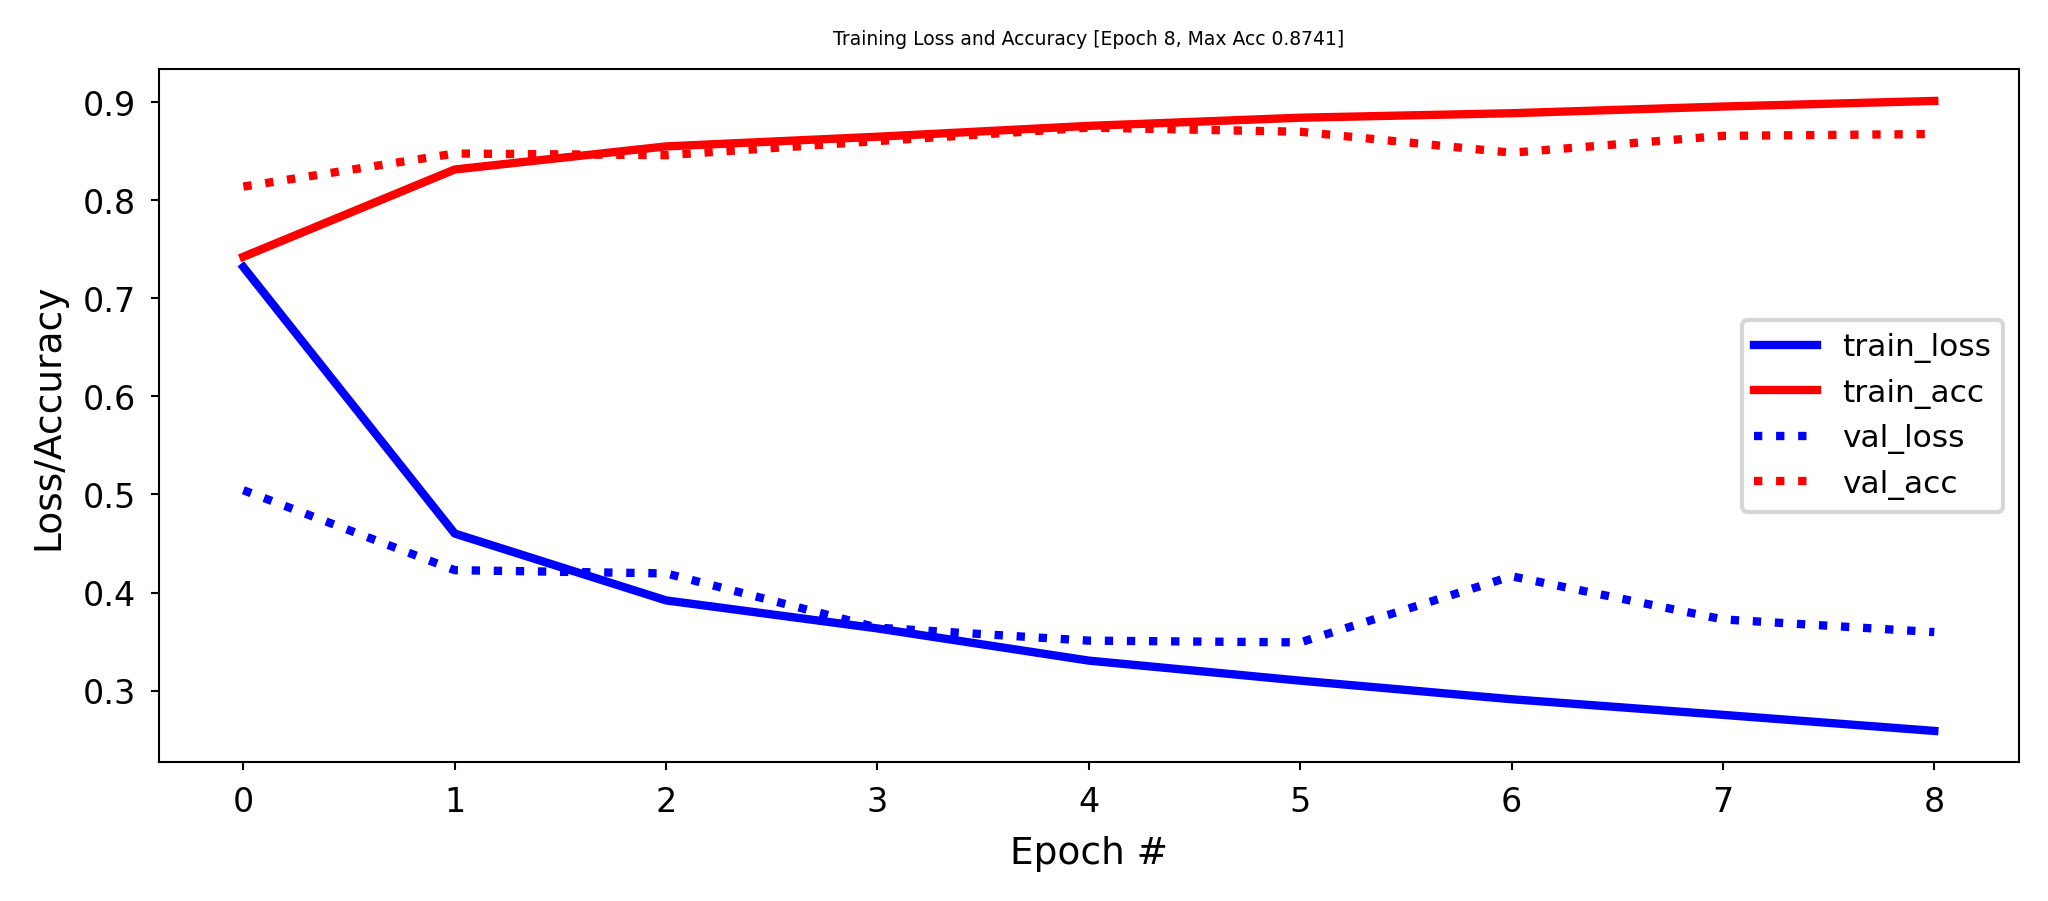 Training Loss and Accuracy [Epoch 8, Max Acc 0.8741]
0.9
0.8
0.7
0.6
0.5
0.4
0.3
Loss/Accuracy
train_loss
train_acc
val_loss
val_acc
0 1 2 3 4 5 6 7 8
Epoch #